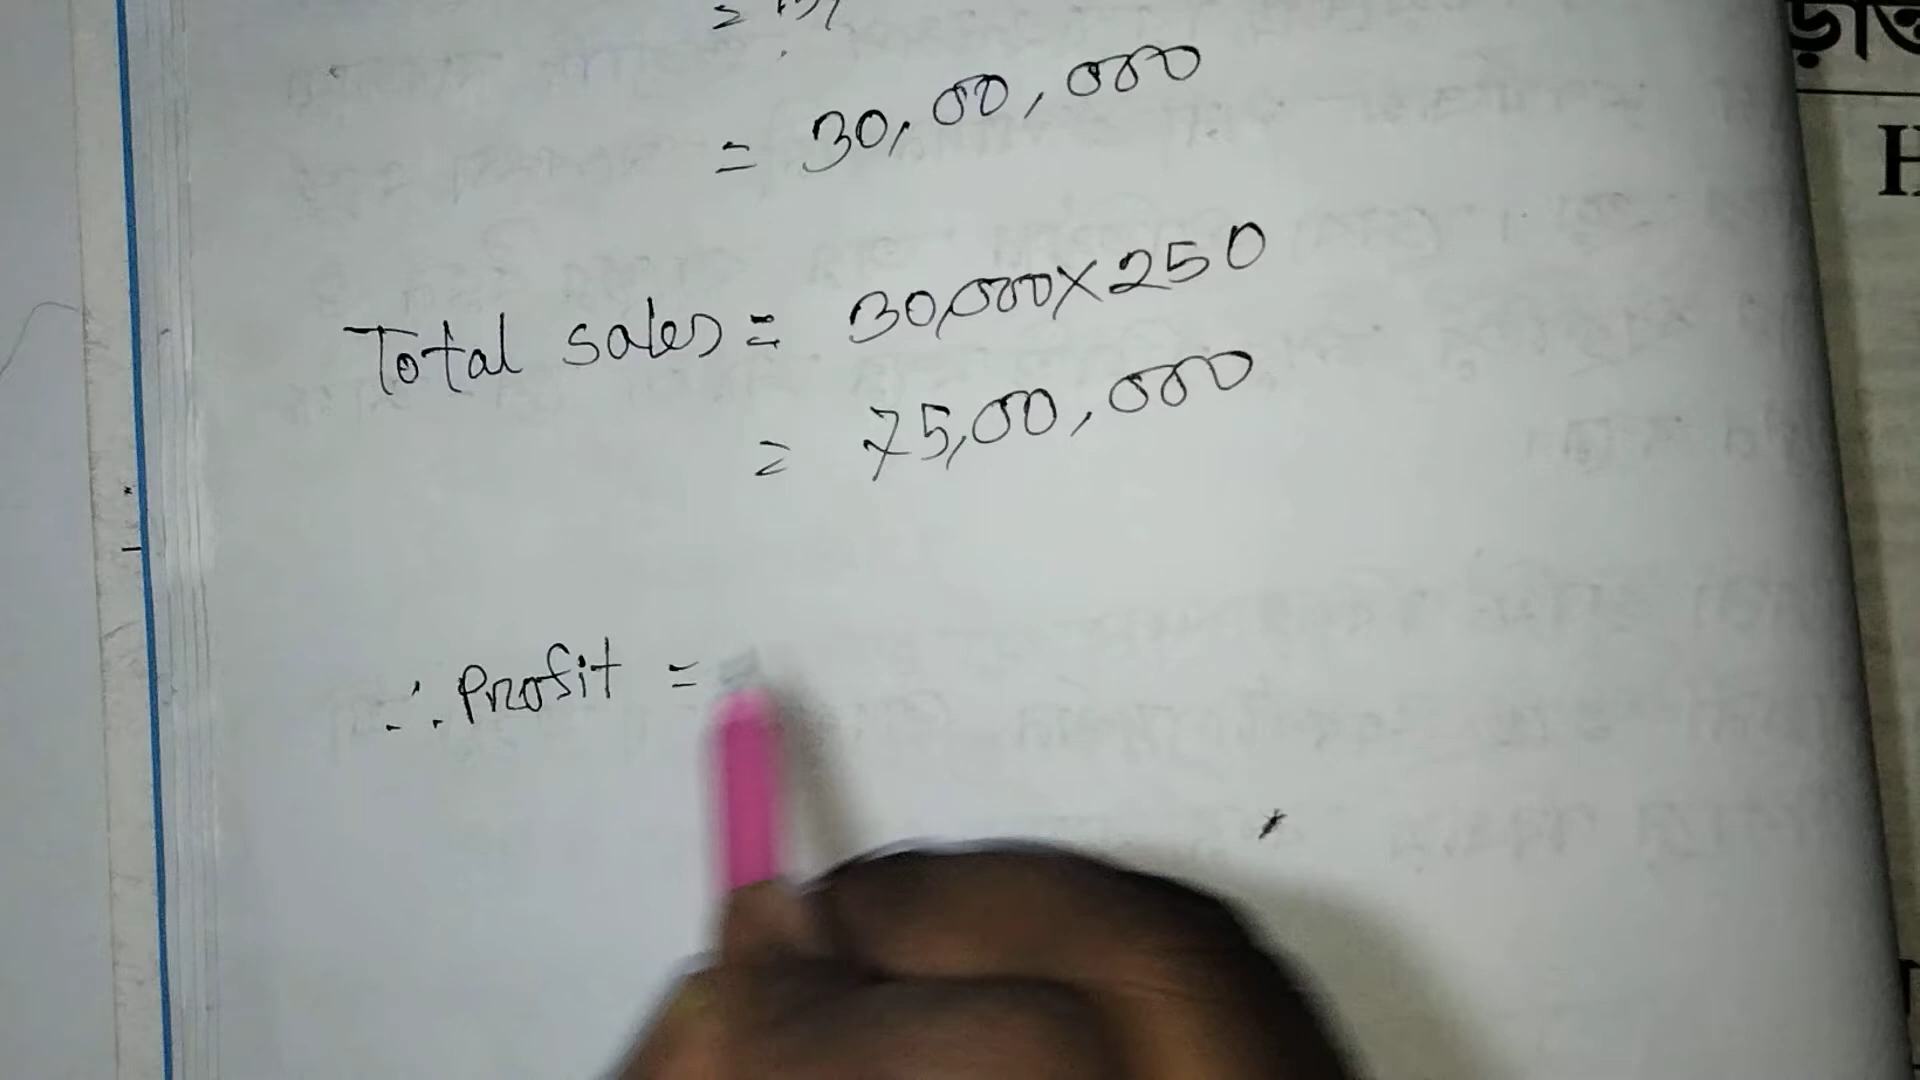 = 30,00,000
Total sales = 30,000×250
= 75,00,000
∴ Profit =
H